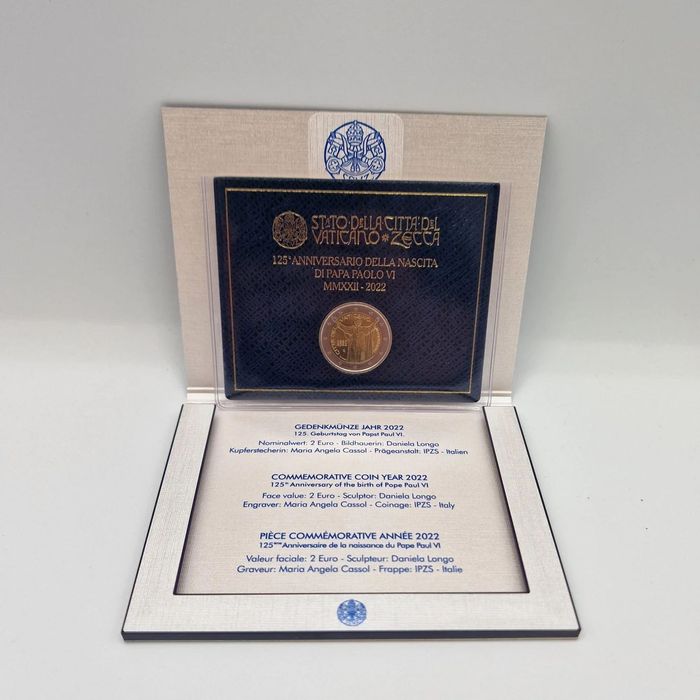 STATO·DELLA·CITTA'·DEL
VATICANO * ZECCA
125° ANNIVERSARIO DELLA NASCITA
DI PAPA PAOLO VI
MMXXII - 2022
GEDENKMÜNZE JAHR 2022
125. Geburtstag von Papst Paul VI.
Nominalwert: 2 Euro - Bildhauerin: Daniela Longo
Kupferstecherin: Maria Angela Cassol - Prägeanstalt: IPZS - Italien
COMMEMORATIVE COIN YEAR 2022
125th Anniversary of the birth of Pope Paul VI
Face value: 2 Euro - Sculptor: Daniela Longo
Engraver: Maria Angela Cassol - Coinage: IPZS - Italy
PIÈCE COMMÉMORATIVE ANNÉE 2022
125ème Anniversaire de la naissance du Pape Paul VI
Valeur faciale: 2 Euro - Sculpteur: Daniela Longo
Graveur: Maria Angela Cassol - Frappe: IPZS - Italie